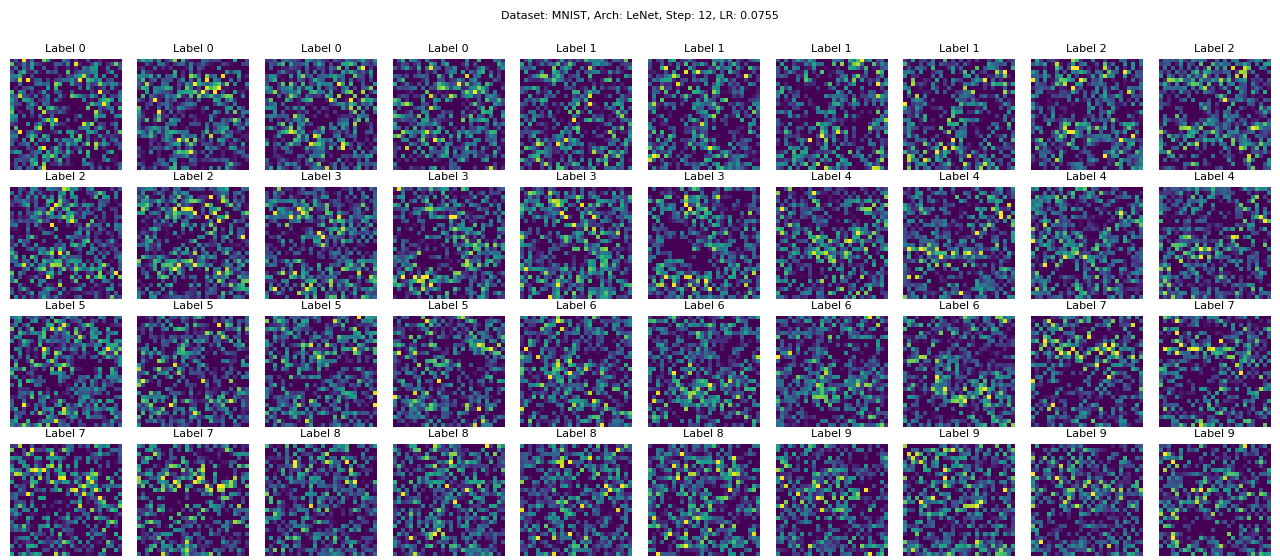 Dataset: MNIST, Arch: LeNet, Step: 12, LR: 0.0755
Label 0 Label 0 Label 0 Label 0 Label 1 Label 1 Label 1 Label 1 Label 2 Label 2
Label 2 Label 2 Label 3 Label 3 Label 3 Label 3 Label 4 Label 4 Label 4 Label 4
Label 5 Label 5 Label 5 Label 5 Label 6 Label 6 Label 6 Label 6 Label 7 Label 7
Label 7 Label 7 Label 8 Label 8 Label 8 Label 8 Label 9 Label 9 Label 9 Label 9